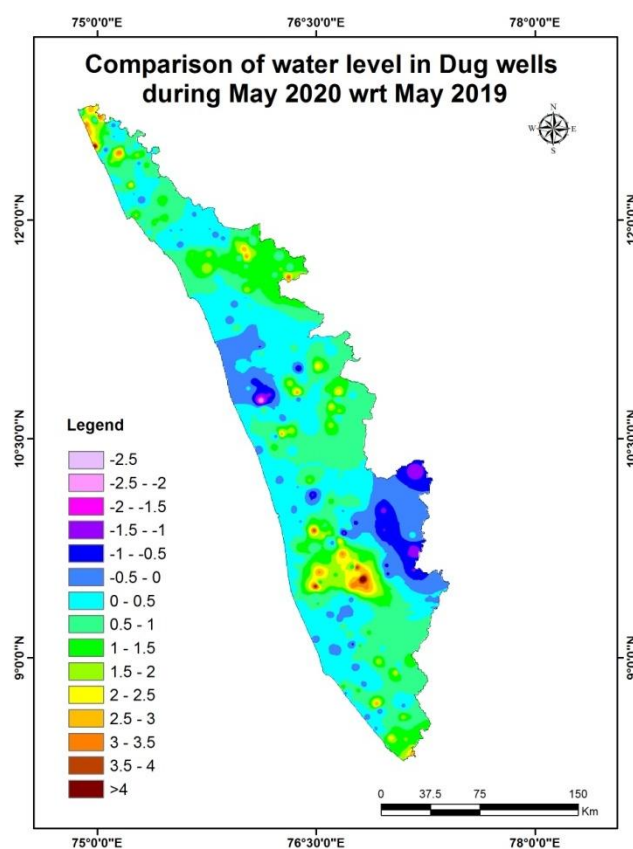 75°0'0"E 76°30'0"E 78°0'0"E
Comparison of water level in Dug wells
during May 2020 wrt May 2019
N
W E
S
12°0'0"N 12°0'0"N
10°30'0"N 10°30'0"N
9°0'0"N 9°0'0"N
Legend
-2.5
-2.5 - -2
-2 - -1.5
-1.5 - -1
-1 - -0.5
-0.5 - 0
0 - 0.5
0.5 - 1
1 - 1.5
1.5 - 2
2 - 2.5
2.5 - 3
3 - 3.5
3.5 - 4
>4
0 37.5 75 150
Km
75°0'0"E 76°30'0"E 78°0'0"E